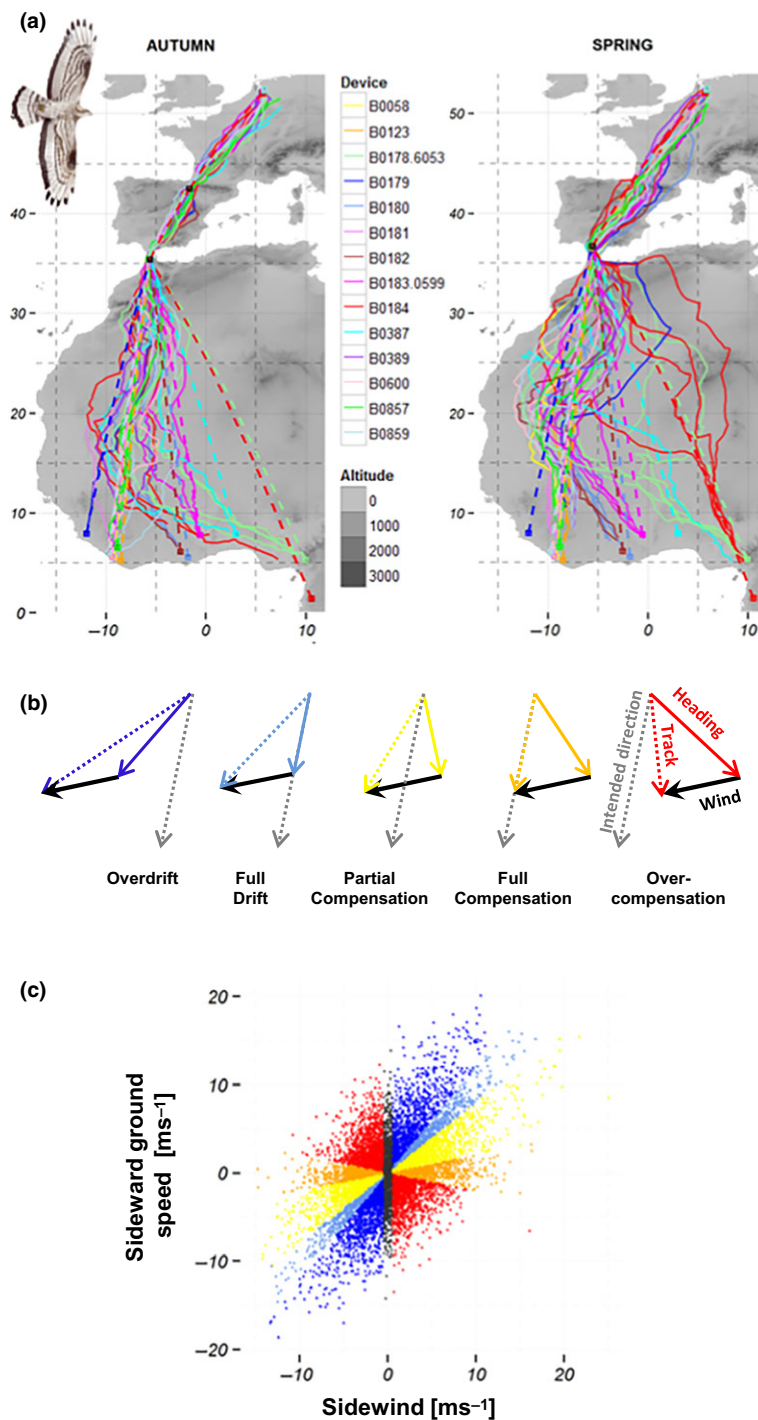 (a)
AUTUMN
SPRING
Device
B0058
B0123
B0178.6053
B0179
B0180
B0181
B0182
B0183.0599
B0184
B0387
B0389
B0600
B0857
B0859
Altitude
0
1000
2000
3000
40
30
20
10
0
−10
0
10
50
40
30
20
10
0
−10
0
10
(b)
Intended direction
Track
Heading
Wind
Overdrift
Full
Drift
Partial
Compensation
Full
Compensation
Over-
compensation
(c)
20
10
0
−10
−20
Sideward ground
speed [ms−1]
−10
0
10
20
Sidewind [ms−1]